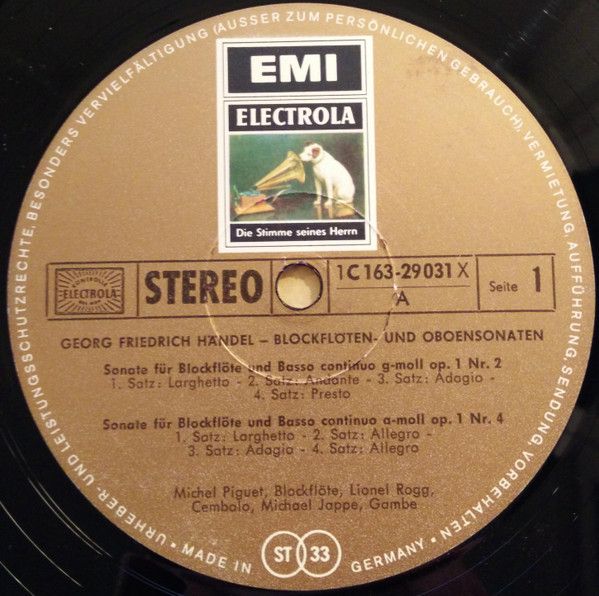 URHEBER- UND LEISTUNGSSCHUTZRECHTE, BESONDERS VERVIELFÄLTIGUNG (AUSSER ZUM PERSÖNLICHEN GEBRAUCH), VERMIETUNG, AUFFÜHRUNG, SENDUNG, VORBEHALTEN •
EMI
ELECTROLA
Die Stimme seines Herrn
ELECTROLA
STEREO
1C 163-29031 X
A
Seite 1
GEORG FRIEDRICH HÄNDEL – BLOCKFLÖTEN- UND OBOENSONATEN
Sonate für Blockflöte und Basso continuo g-moll op. 1 Nr. 2
1. Satz: Larghetto - 2. Satz: Andante - 3. Satz: Adagio -
4. Satz: Presto
Sonate für Blockflöte und Basso continuo a-moll op. 1 Nr. 4
1. Satz: Larghetto - 2. Satz: Allegro -
3. Satz: Adagio - 4. Satz: Allegro
Michel Piguet, Blockflöte, Lionel Rogg,
Cembalo, Michael Jappe, Gambe
• MADE IN GERMANY •
ST 33